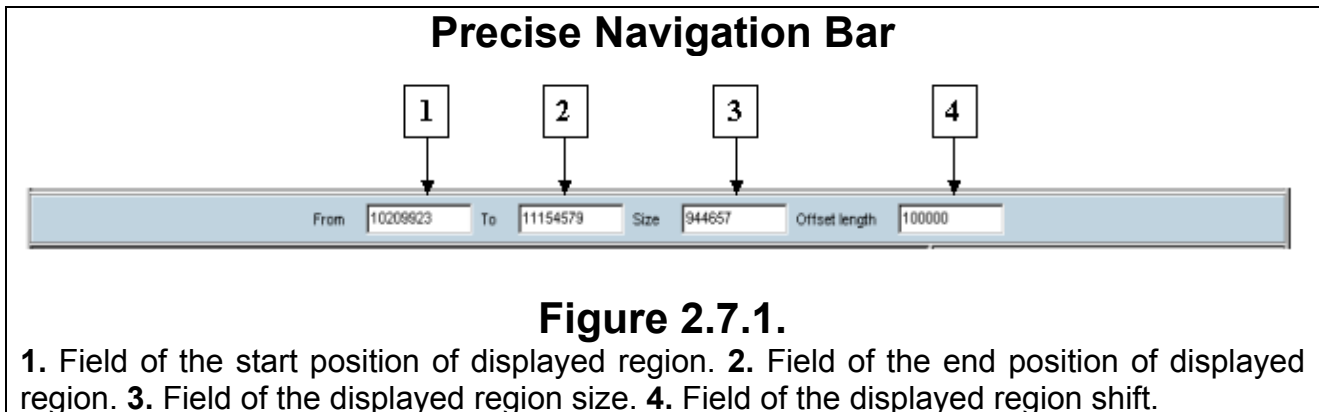 Precise Navigation Bar
1 2 3 4
From 10209923 To 11154579 Size 944657 Offset length 100000
Figure 2.7.1.
1. Field of the start position of displayed region. 2. Field of the end position of displayed
region. 3. Field of the displayed region size. 4. Field of the displayed region shift.